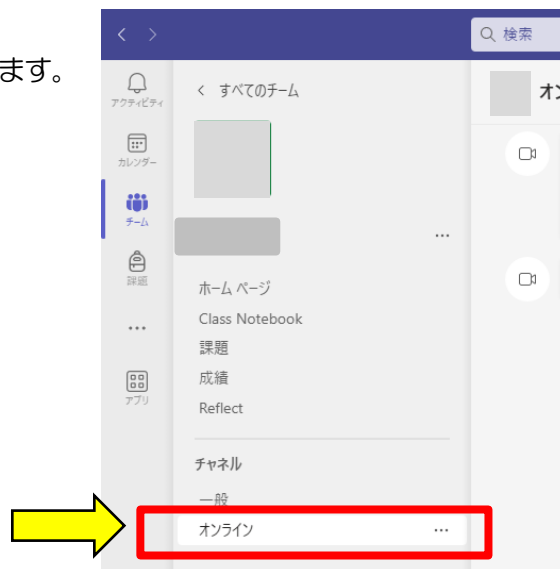 ます。
検索
アクティビティ
カレンダー
チーム
課題
アプリ
すべてのチーム
ホーム ページ
Class Notebook
課題
成績
Reflect
チャネル
一般
オンライン
オン